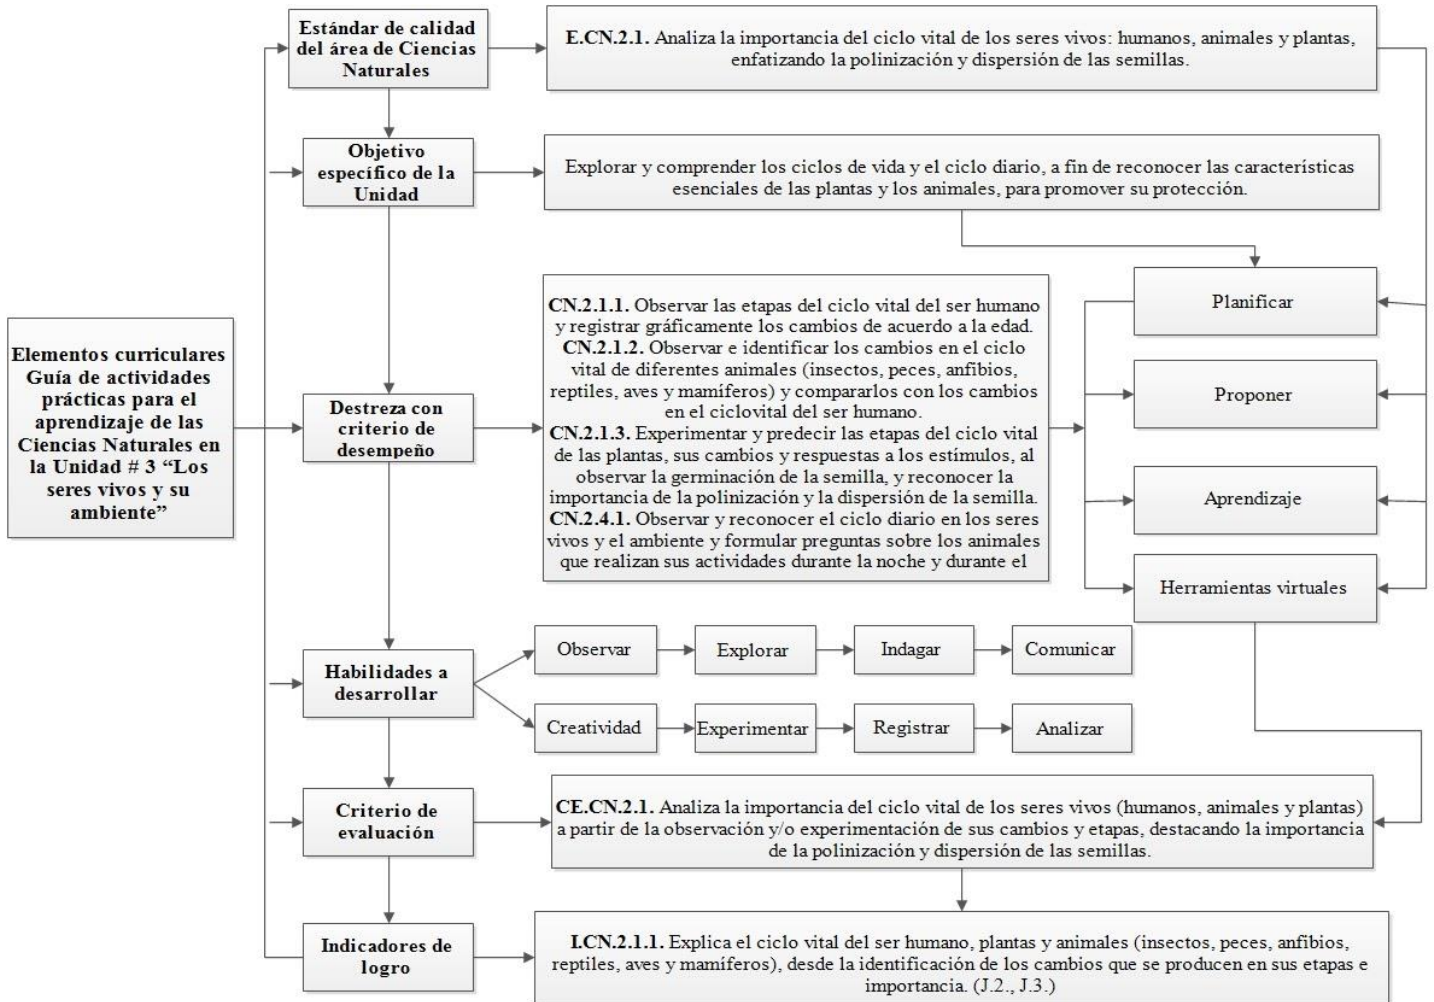 Estándar de calidad
del área de Ciencias
Naturales
E.CN.2.1. Analiza la importancia del ciclo vital de los seres vivos: humanos, animales y plantas,
enfatizando la polinización y dispersión de las semillas.
Objetivo
específico de la
Unidad
Explorar y comprender los ciclos de vida y el ciclo diario, a fin de reconocer las características
esenciales de las plantas y los animales, para promover su protección.
Elementos curriculares
Guía de actividades
prácticas para el
aprendizaje de las
Ciencias Naturales en
la Unidad # 3 “Los
seres vivos y su
ambiente”
Destreza con
criterio de
desempeño
CN.2.1.1. Observar las etapas del ciclo vital del ser humano
y registrar gráficamente los cambios de acuerdo a la edad.
CN.2.1.2. Observar e identificar los cambios en el ciclo
vital de diferentes animales (insectos, peces, anfibios,
reptiles, aves y mamíferos) y compararlos con los cambios
en el ciclovital del ser humano.
CN.2.1.3. Experimentar y predecir las etapas del ciclo vital
de las plantas, sus cambios y respuestas a los estímulos, al
observar la germinación de la semilla, y reconocer la
importancia de la polinización y la dispersión de la semilla.
CN.2.4.1. Observar y reconocer el ciclo diario en los seres
vivos y el ambiente y formular preguntas sobre los animales
que realizan sus actividades durante la noche y durante el
Planificar
Proponer
Aprendizaje
Herramientas virtuales
Habilidades a
desarrollar
Observar
Explorar
Indagar
Comunicar
Creatividad
Experimentar
Registrar
Analizar
Criterio de
evaluación
CE.CN.2.1. Analiza la importancia del ciclo vital de los seres vivos (humanos, animales y plantas)
a partir de la observación y/o experimentación de sus cambios y etapas, destacando la importancia
de la polinización y dispersión de las semillas.
Indicadores de
logro
I.CN.2.1.1. Explica el ciclo vital del ser humano, plantas y animales (insectos, peces, anfibios,
reptiles, aves y mamíferos), desde la identificación de los cambios que se producen en sus etapas e
importancia. (J.2., J.3.)